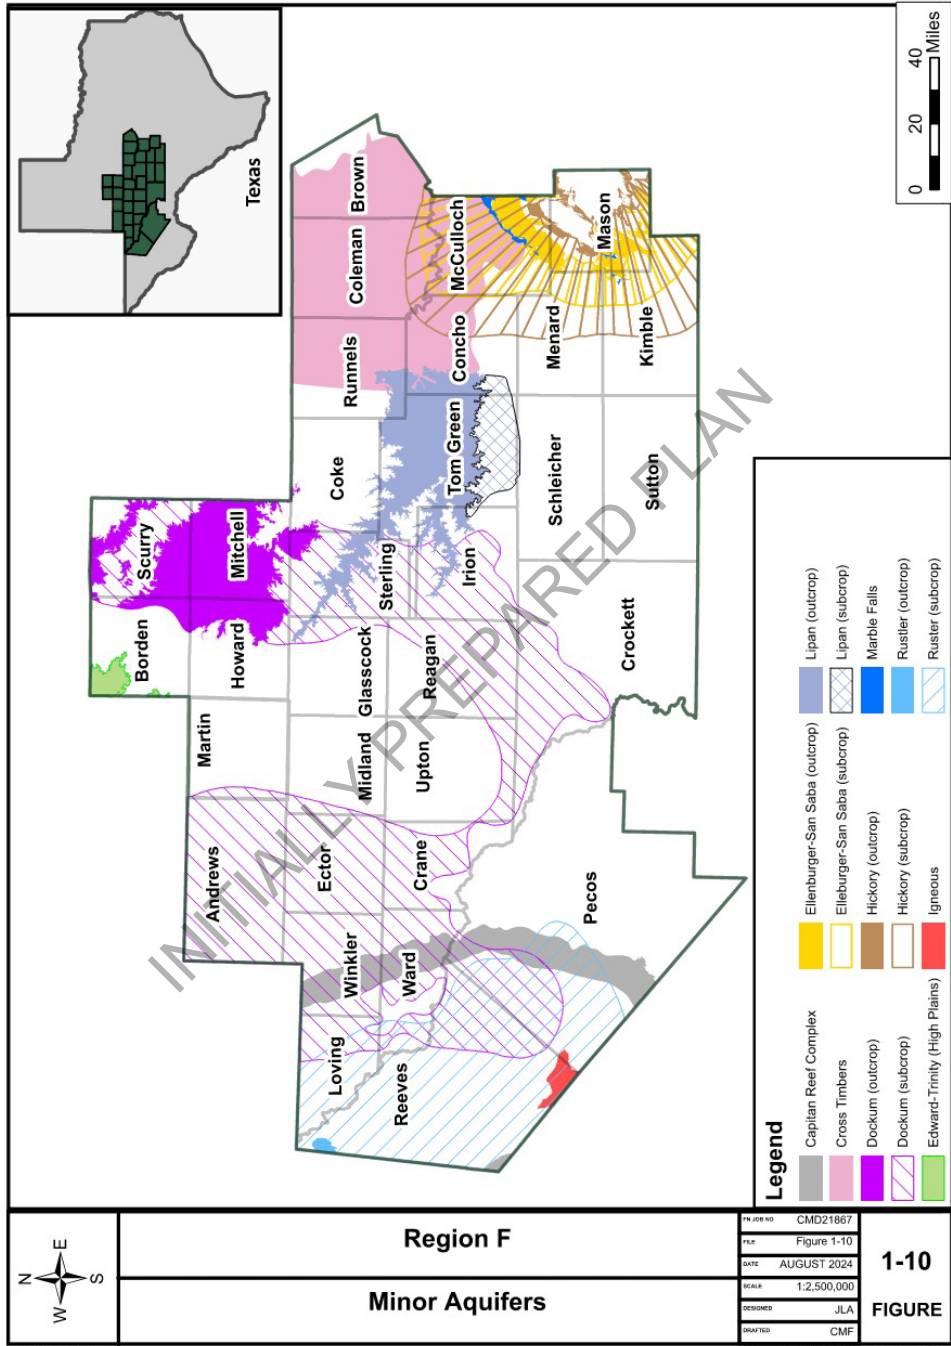 Texas
0 20 40
Miles
Scurry
Borden
Mitchell
Howard
Martin
Andrews
Brown
Coleman
Runnels
Coke
Sterling
Glasscock
Midland
Ector
Winkler
Loving
McCulloch
Concho
Tom Green
Irion
Reagan
Upton
Crane
Ward
Reeves
Mason
Menard
Kimble
Schleicher
Sutton
Crockett
Pecos
INITIALLY PREPARED PLAN
Legend
Capitan Reef Complex
Cross Timbers
Dockum (outcrop)
Dockum (subcrop)
Edward-Trinity (High Plains)
Ellenburger-San Saba (outcrop)
Elleburger-San Saba (subcrop)
Hickory (outcrop)
Hickory (subcrop)
Igneous
Lipan (outcrop)
Lipan (subcrop)
Marble Falls
Rustler (outcrop)
Ruster (subcrop)
N
E
S
W
Region F
Minor Aquifers
FN JOB NO CMD21867
FILE Figure 1-10
DATE AUGUST 2024
SCALE 1:2,500,000
DESIGNED JLA
DRAFTED CMF
1-10
FIGURE